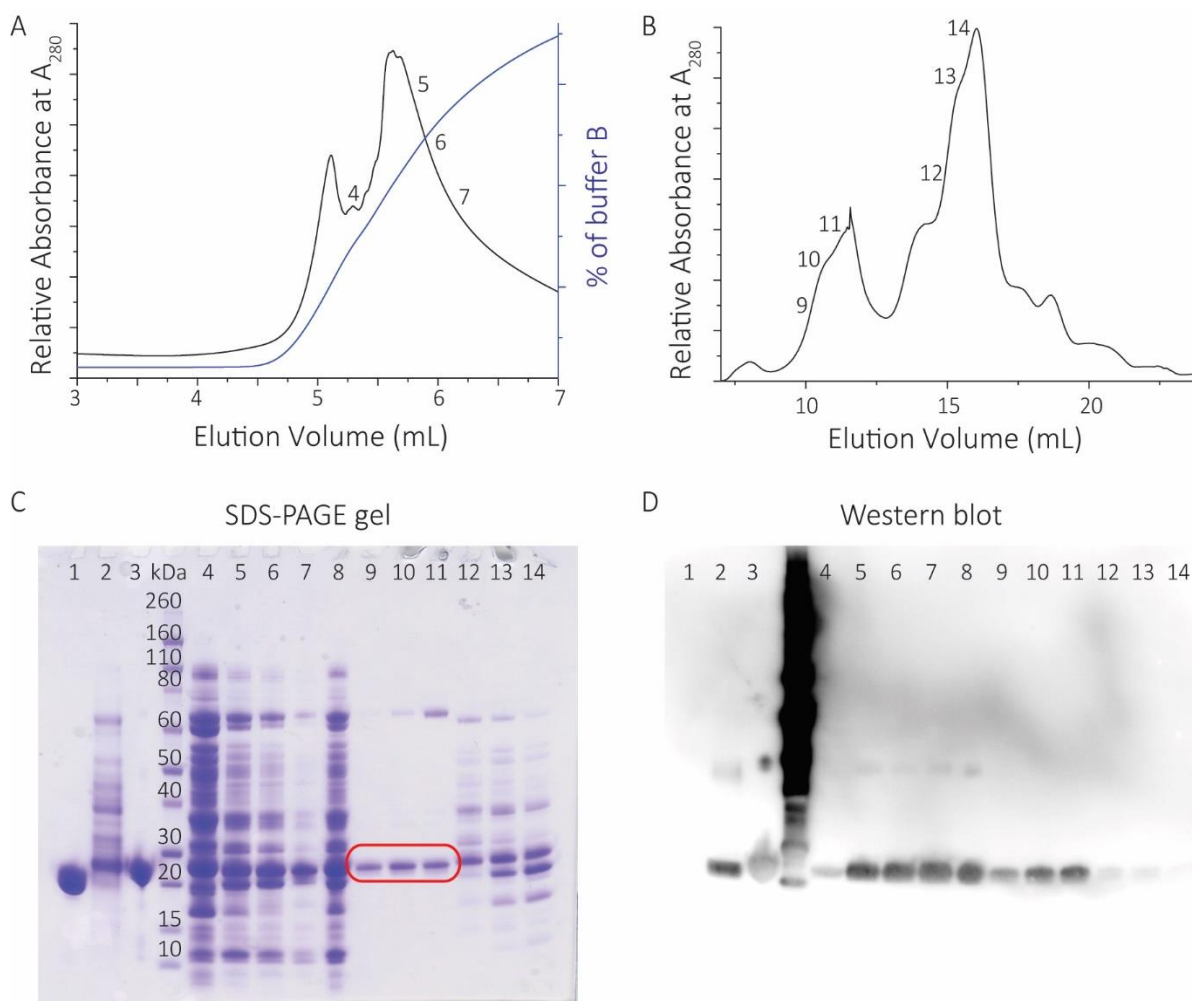 A
Relative Absorbance at A280
4
5
6
7
% of buffer B
3 4 5 6 7
Elution Volume (mL)
B
Relative Absorbance at A280
14
13
12
11
10
9
10 15 20
Elution Volume (mL)
C
SDS-PAGE gel
1 2 3 kDa 4 5 6 7 8 9 10 11 12 13 14
260
160
110
80
60
50
40
30
20
15
10
D
Western blot
1 2 3 4 5 6 7 8 9 10 11 12 13 14